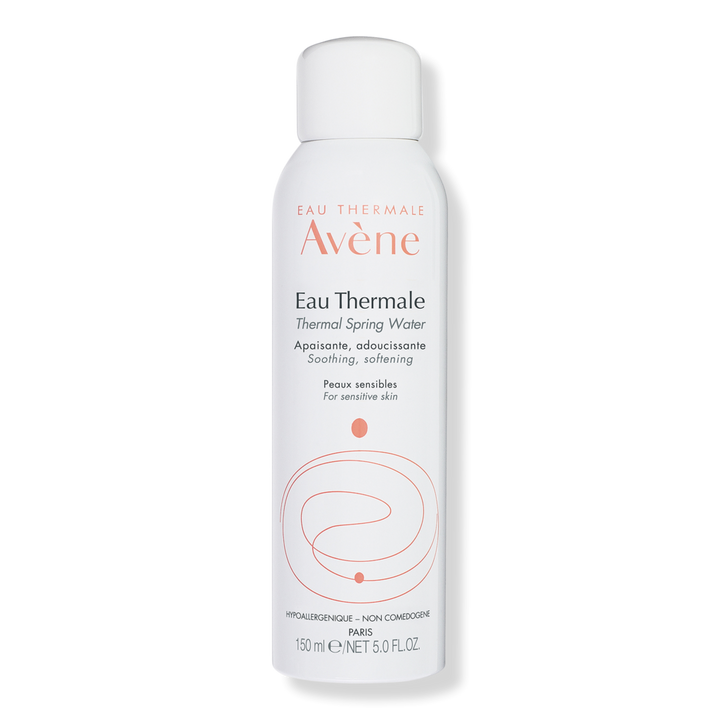 EAU THERMALE
Avène
Eau Thermale
Thermal Spring Water
Apaisante, adoucissante
Soothing, softening
Peaux sensibles
For sensitive skin
HYPOALLERGENIQUE – NON COMEDOGENE
PARIS
150 ml ℮/NET 5.0 FL.OZ.